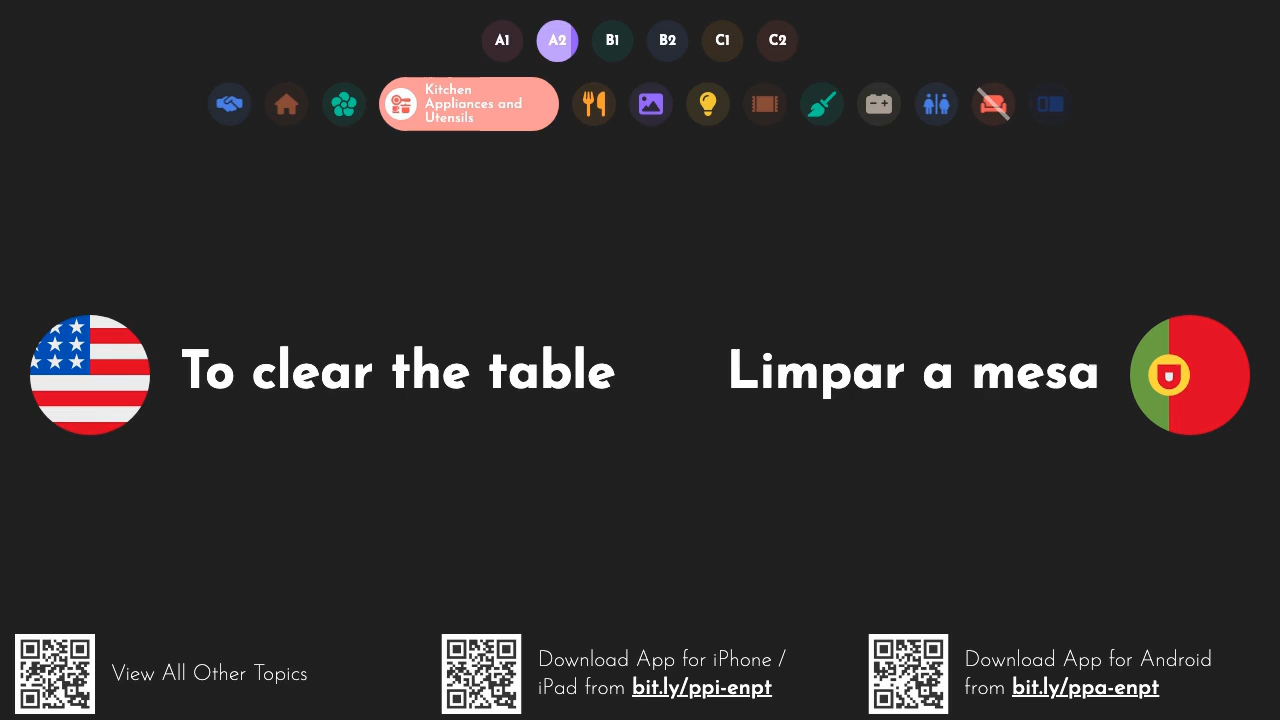 A1 A2 B1 B2 C1 C2
Kitchen
Appliances and
Utensils
To clear the table
Limpar a mesa
View All Other Topics
Download App for iPhone /
iPad from bit.ly/ppi-enpt
Download App for Android
from bit.ly/ppa-enpt